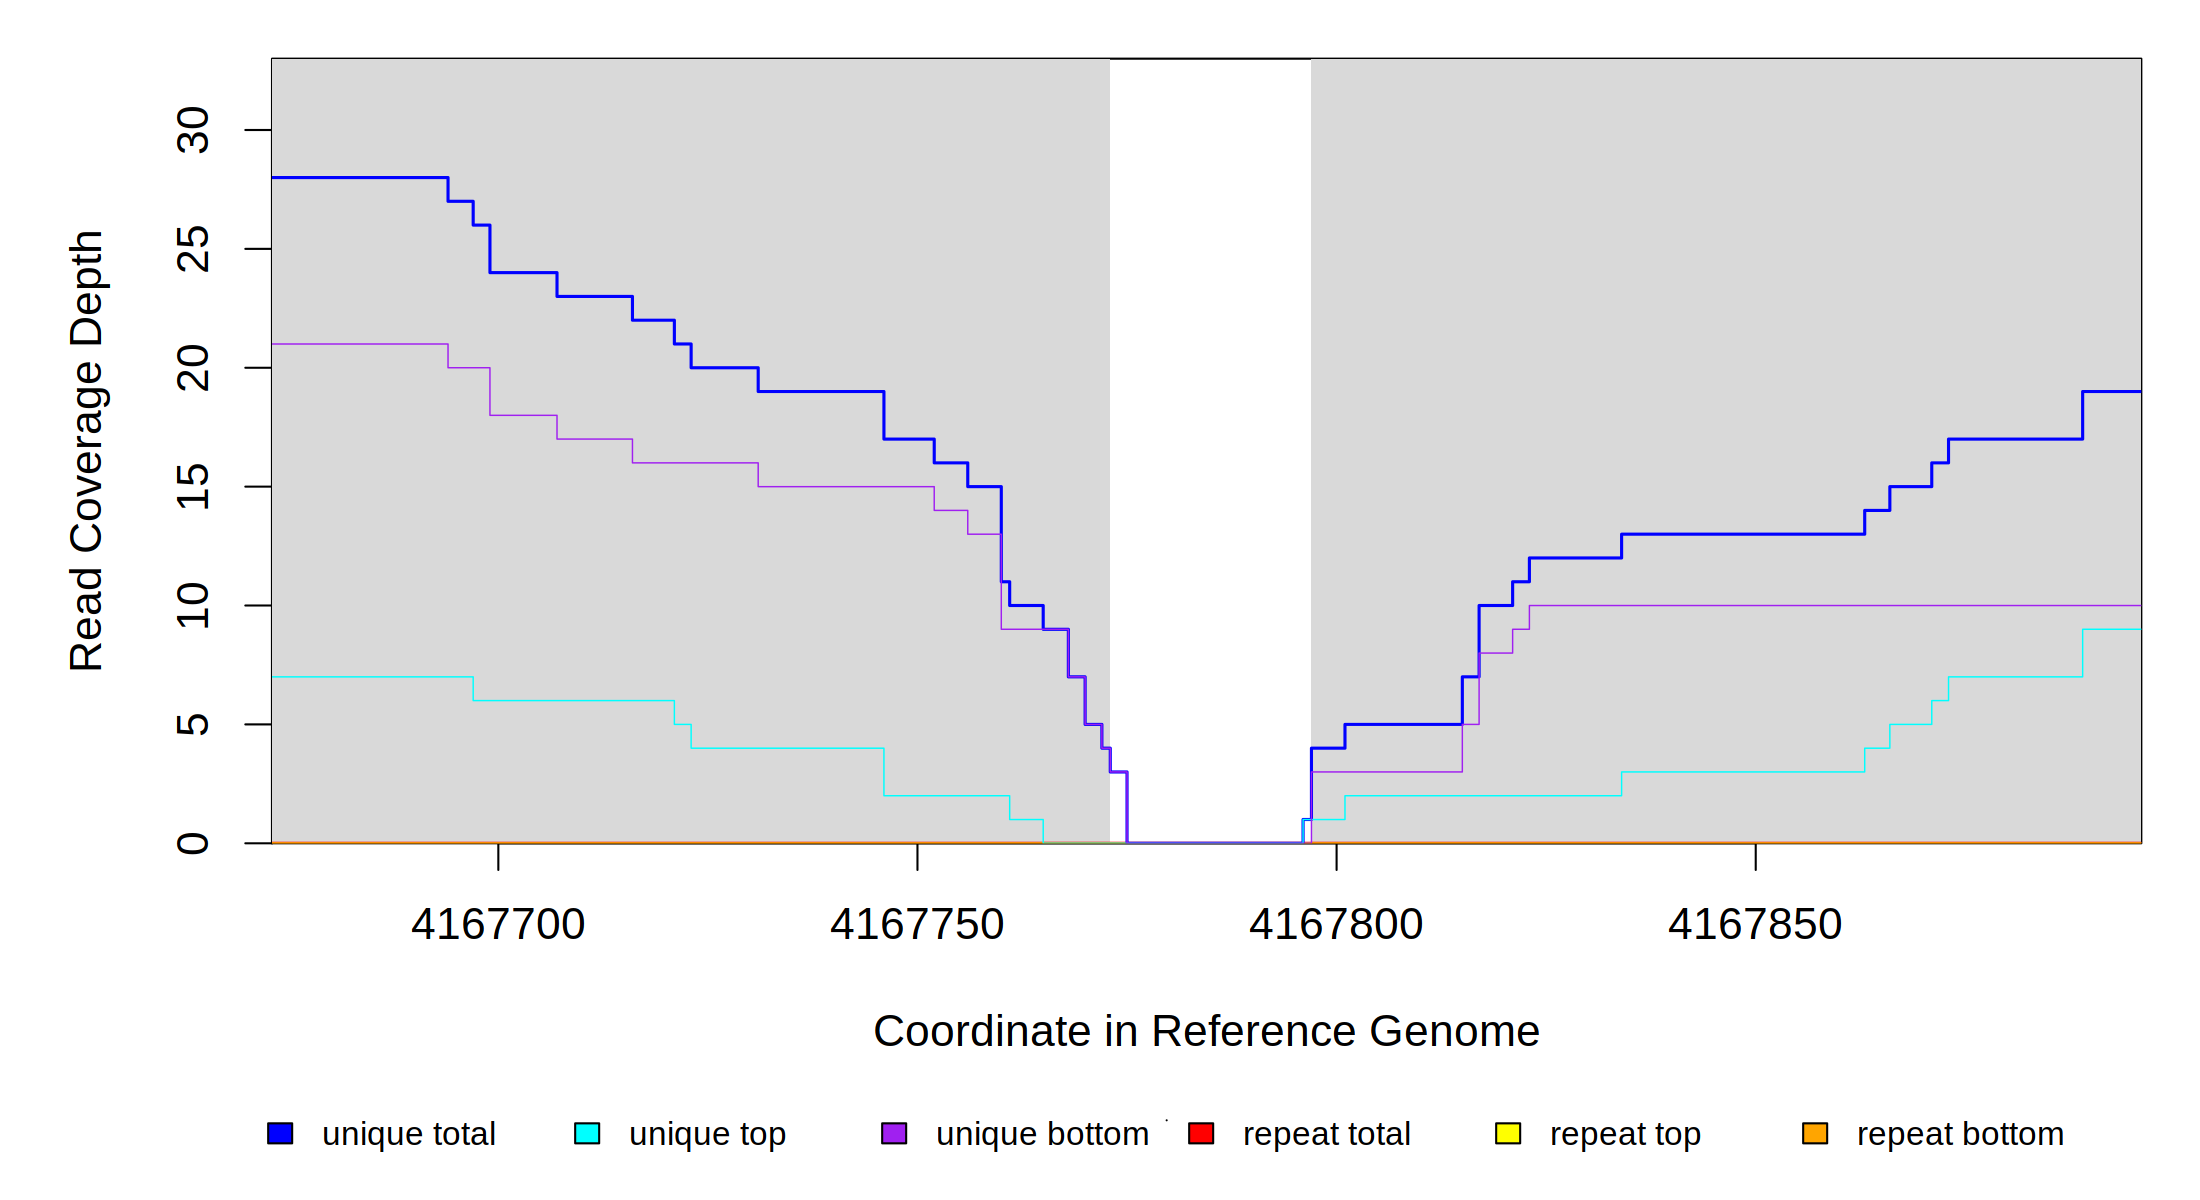 Read Coverage Depth
30
25
20
15
10
5
0
4167700 4167750 4167800 4167850
Coordinate in Reference Genome
unique total unique top unique bottom repeat total repeat top repeat bottom